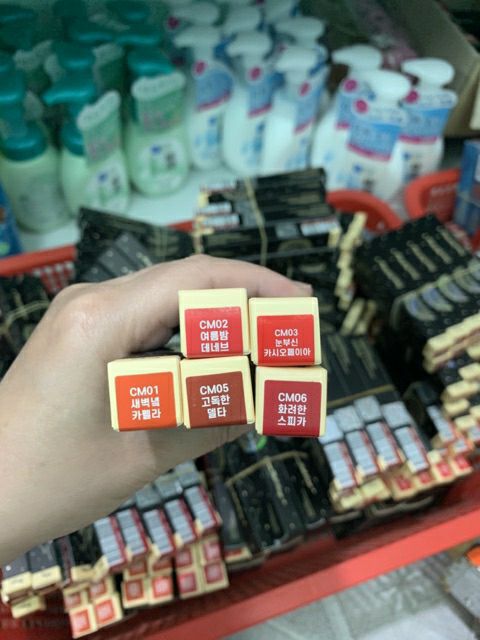 CM02
여름밤
데네브
CM03
눈부신
카시오페이아
CM01
새벽녘
카펠라
CM05
고독한
델타
CM06
화려한
스피카